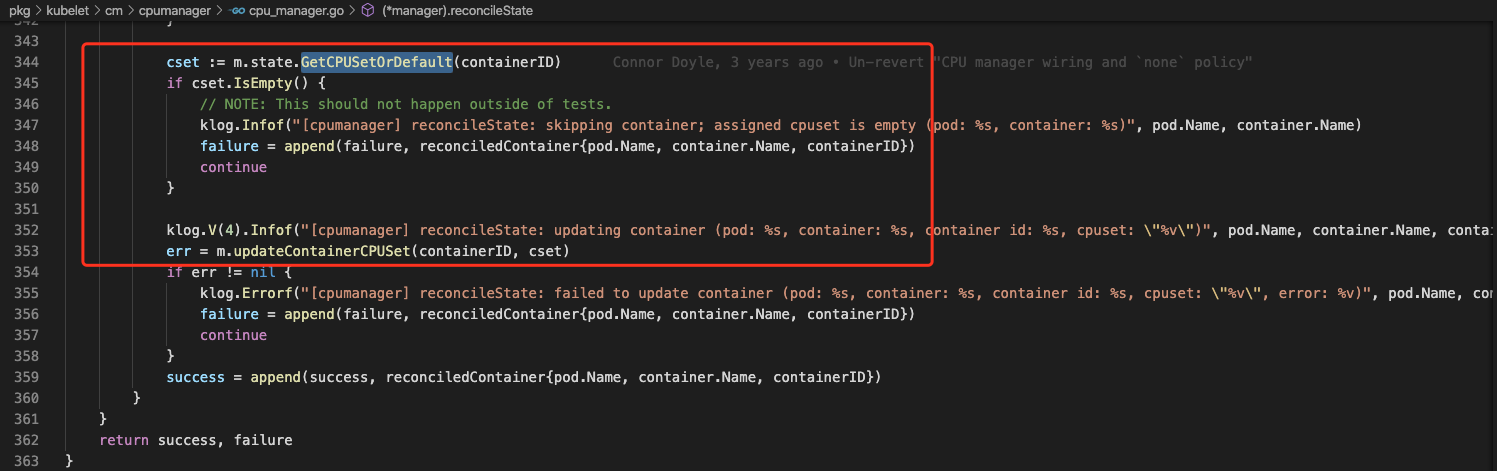 pkg > kubelet > cm > cpumanager > cpu_manager.go > (*manager).reconcileState
342 }
343
344 cset := m.state.GetCPUSetOrDefault(containerID) Connor Doyle, 3 years ago • Un-revert "CPU manager wiring and `none` policy"
345 if cset.IsEmpty() {
346 // NOTE: This should not happen outside of tests.
347 klog.Infof("[cpumanager] reconcileState: skipping container; assigned cpuset is empty (pod: %s, container: %s)", pod.Name, container.Name)
348 failure = append(failure, reconciledContainer{pod.Name, container.Name, containerID})
349 continue
350 }
351
352 klog.V(4).Infof("[cpumanager] reconcileState: updating container (pod: %s, container: %s, container id: %s, cpuset: \"%v\")", pod.Name, container.Name, contai
353 err = m.updateContainerCPUSet(containerID, cset)
354 if err != nil {
355 klog.Errorf("[cpumanager] reconcileState: failed to update container (pod: %s, container: %s, container id: %s, cpuset: \"%v\", error: %v)", pod.Name, con
356 failure = append(failure, reconciledContainer{pod.Name, container.Name, containerID})
357 continue
358 }
359 success = append(success, reconciledContainer{pod.Name, container.Name, containerID})
360 }
361 }
362 return success, failure
363 }